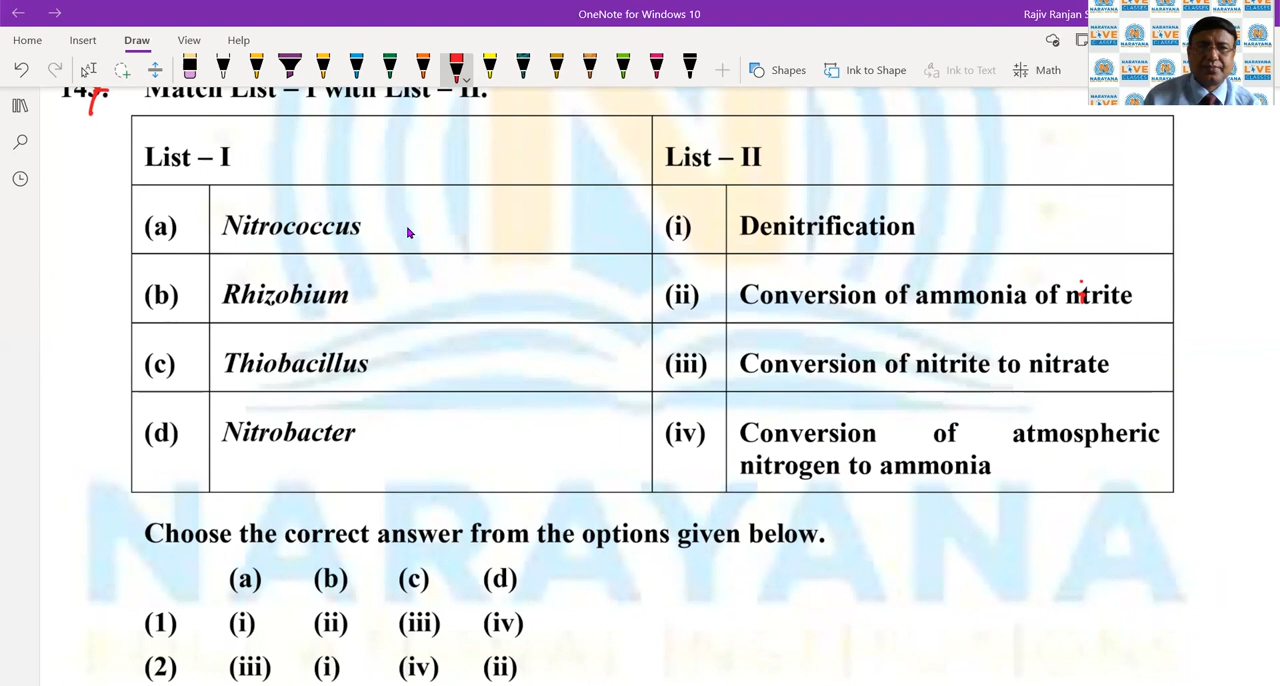 OneNote for Windows 10
Rajiv Ranjan S
Home Insert Draw View Help
Shapes Ink to Shape Ink to Text Math
Match List – I with List – II.
List – I List – II
(a) Nitrococcus (i) Denitrification
(b) Rhizobium (ii) Conversion of ammonia of ntrite
(c) Thiobacillus (iii) Conversion of nitrite to nitrate
(d) Nitrobacter (iv) Conversion of atmospheric
nitrogen to ammonia
Choose the correct answer from the options given below.
(a) (b) (c) (d)
(1) (i) (ii) (iii) (iv)
(2) (iii) (i) (iv) (ii)
NARAYANA